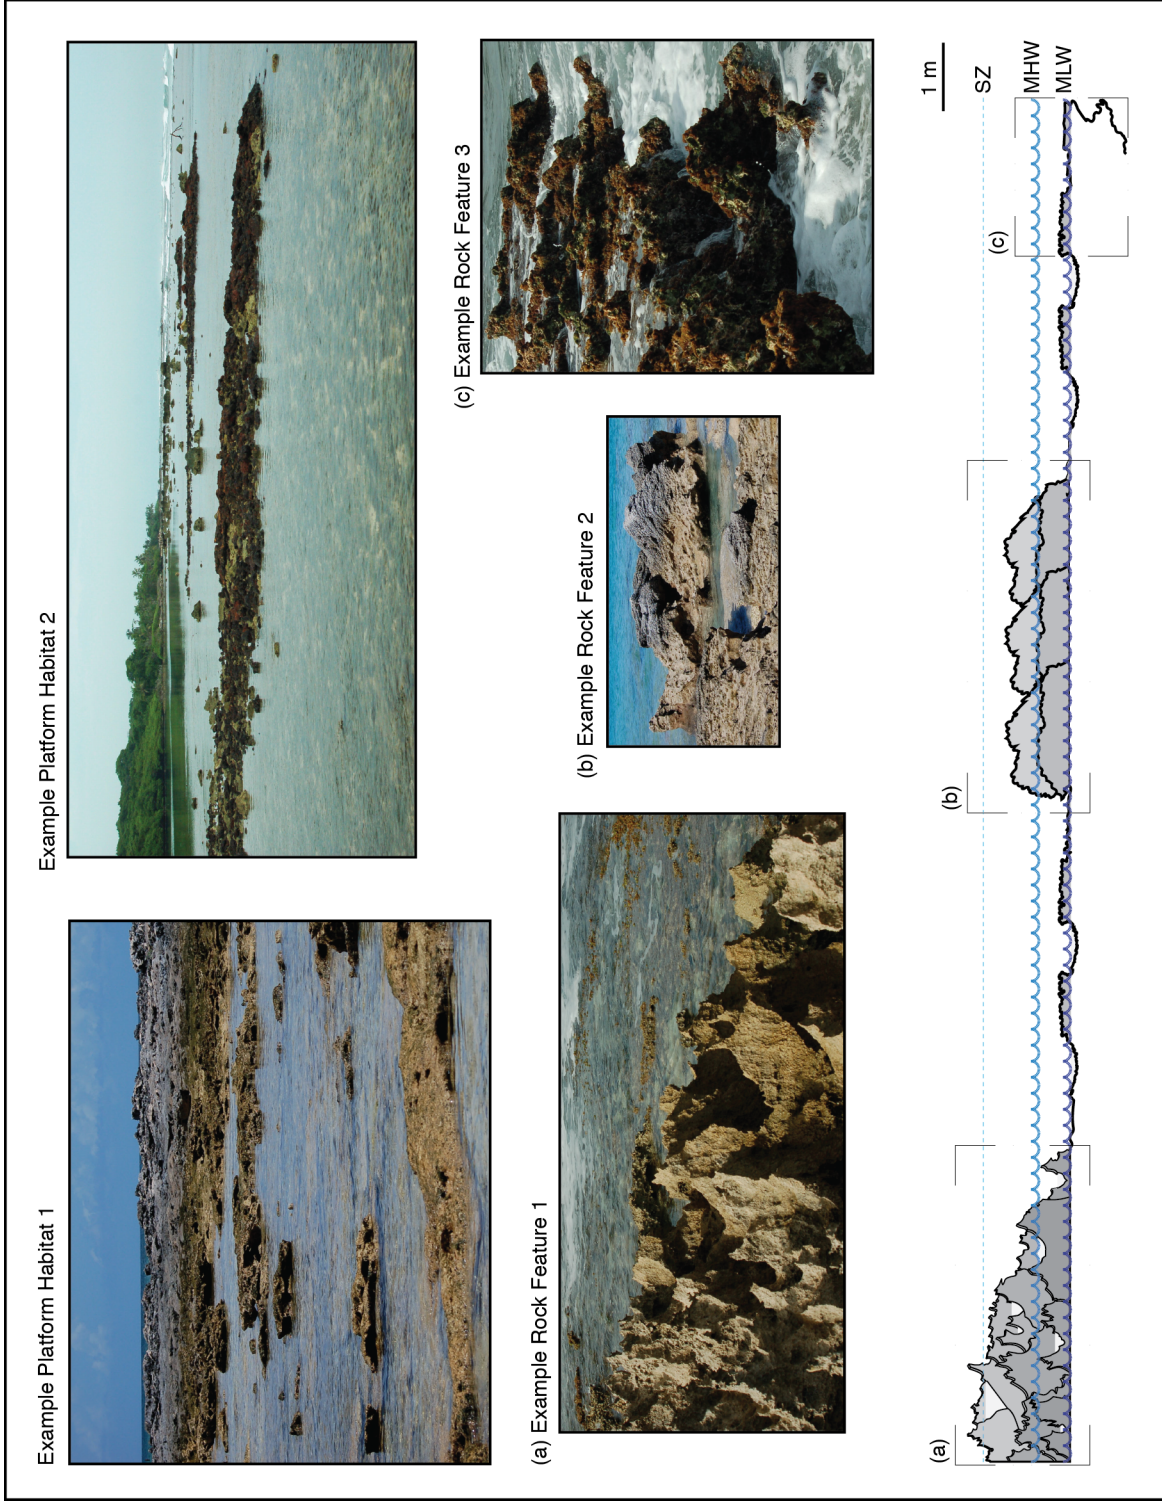 Example Platform Habitat 1
Example Platform Habitat 2
(a) Example Rock Feature 1
(b) Example Rock Feature 2
(c) Example Rock Feature 3
1 m
(a)
(b)
(c)
SZ
MHW
MLW